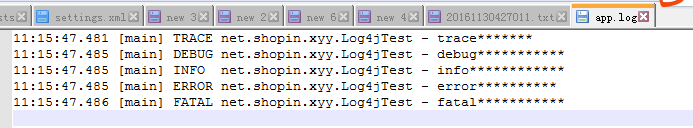 sts settings.xml new 3 new 2 new 6 new 4 20161130427011.txt app.log
11:15:47.481 [main] TRACE net.shopin.xyy.Log4jTest - trace*******
11:15:47.485 [main] DEBUG net.shopin.xyy.Log4jTest - debug************
11:15:47.485 [main] INFO  net.shopin.xyy.Log4jTest - info************
11:15:47.485 [main] ERROR net.shopin.xyy.Log4jTest - error**********
11:15:47.486 [main] FATAL net.shopin.xyy.Log4jTest - fatal************